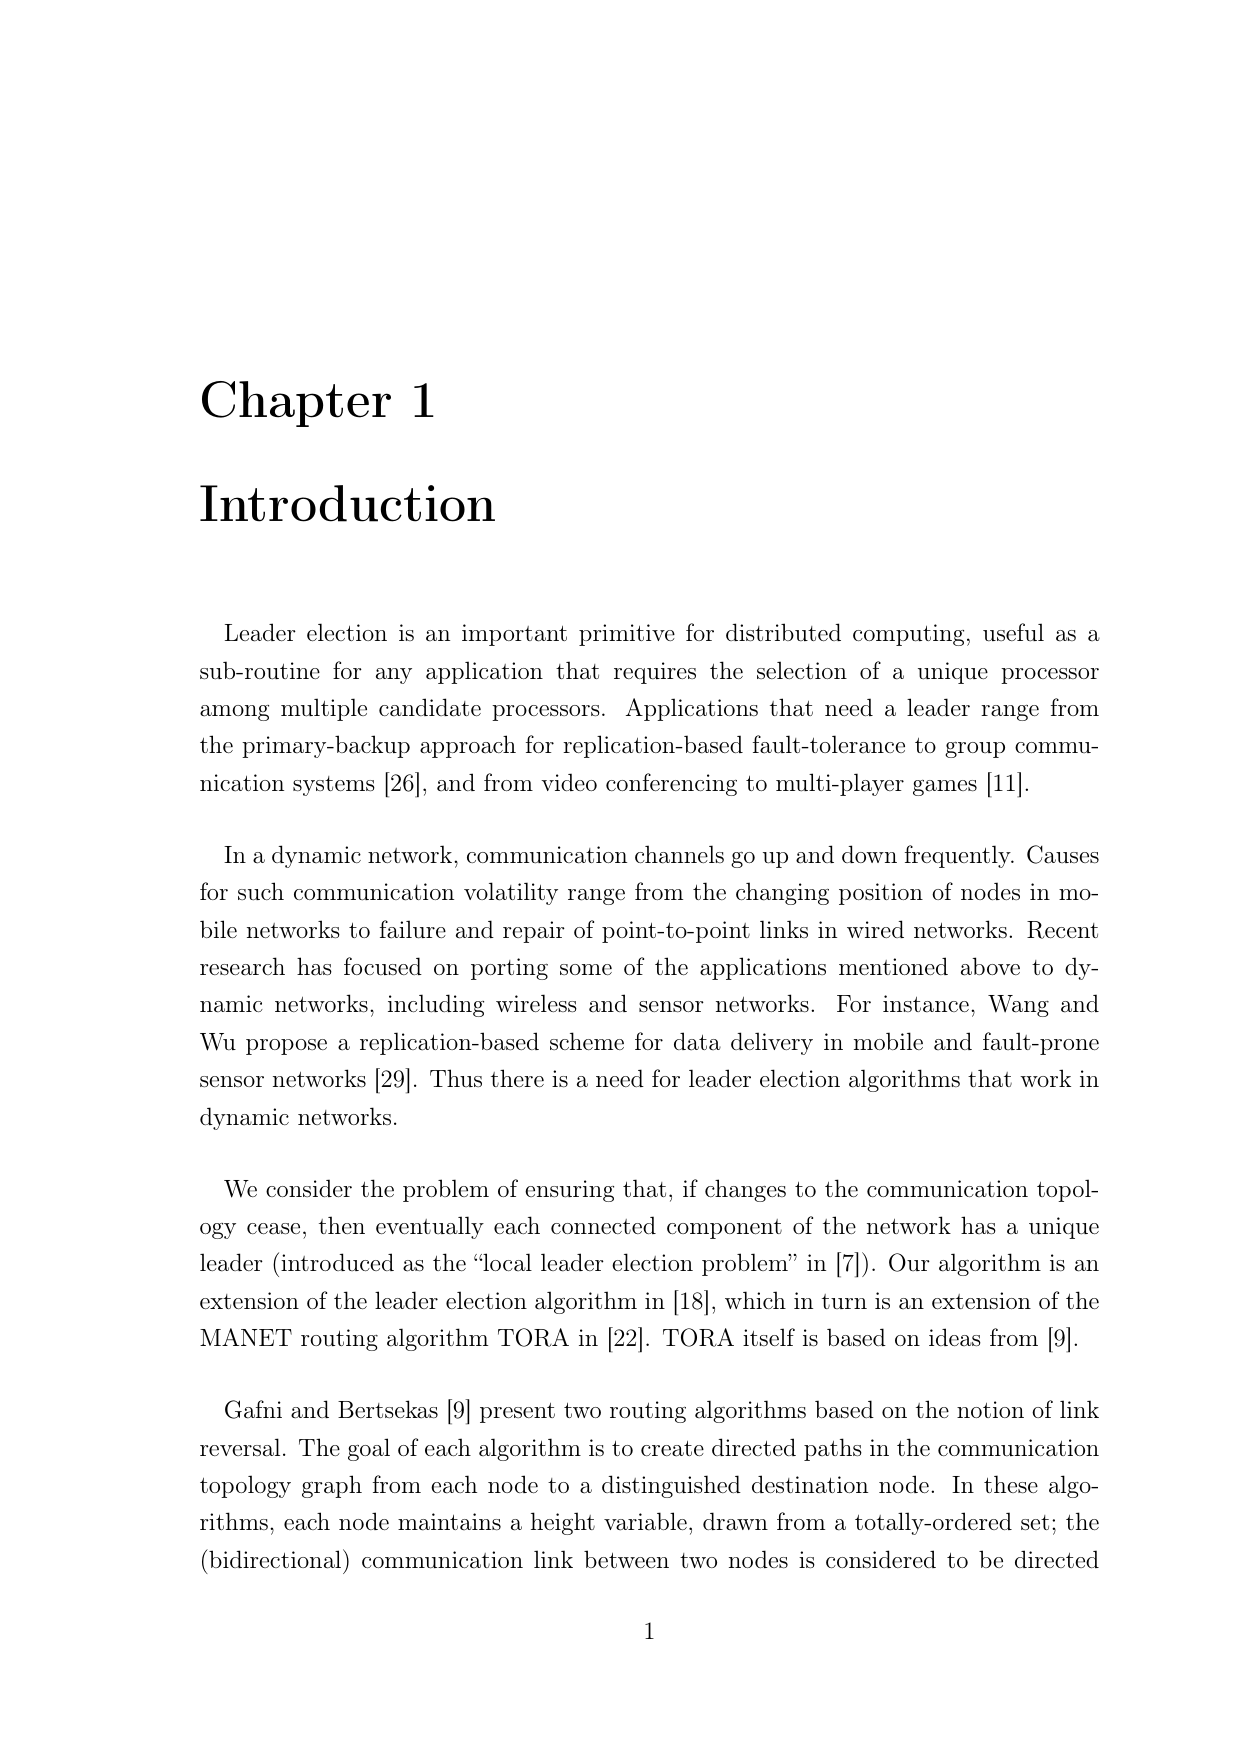 Chapter 1
Introduction
Leader election is an important primitive for distributed computing, useful as a
sub-routine for any application that requires the selection of a unique processor
among multiple candidate processors. Applications that need a leader range from
the primary-backup approach for replication-based fault-tolerance to group commu-
nication systems [26], and from video conferencing to multi-player games [11].
In a dynamic network, communication channels go up and down frequently. Causes
for such communication volatility range from the changing position of nodes in mo-
bile networks to failure and repair of point-to-point links in wired networks. Recent
research has focused on porting some of the applications mentioned above to dy-
namic networks, including wireless and sensor networks. For instance, Wang and
Wu propose a replication-based scheme for data delivery in mobile and fault-prone
sensor networks [29]. Thus there is a need for leader election algorithms that work in
dynamic networks.
We consider the problem of ensuring that, if changes to the communication topol-
ogy cease, then eventually each connected component of the network has a unique
leader (introduced as the “local leader election problem” in [7]). Our algorithm is an
extension of the leader election algorithm in [18], which in turn is an extension of the
MANET routing algorithm TORA in [22]. TORA itself is based on ideas from [9].
Gafni and Bertsekas [9] present two routing algorithms based on the notion of link
reversal. The goal of each algorithm is to create directed paths in the communication
topology graph from each node to a distinguished destination node. In these algo-
rithms, each node maintains a height variable, drawn from a totally-ordered set; the
(bidirectional) communication link between two nodes is considered to be directed
1